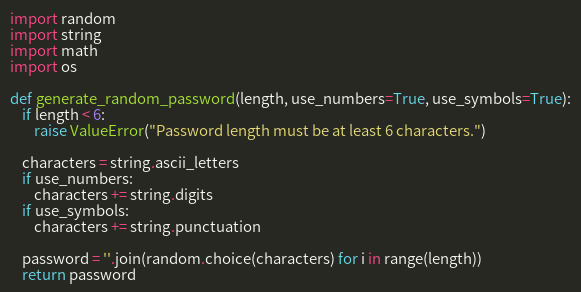 import random
import string
import math
import os

def generate_random_password(length, use_numbers=True, use_symbols=True):
    if length < 6:
        raise ValueError("Password length must be at least 6 characters.")

    characters = string.ascii_letters
    if use_numbers:
        characters += string.digits
    if use_symbols:
        characters += string.punctuation

    password = ''.join(random.choice(characters) for i in range(length))
    return password